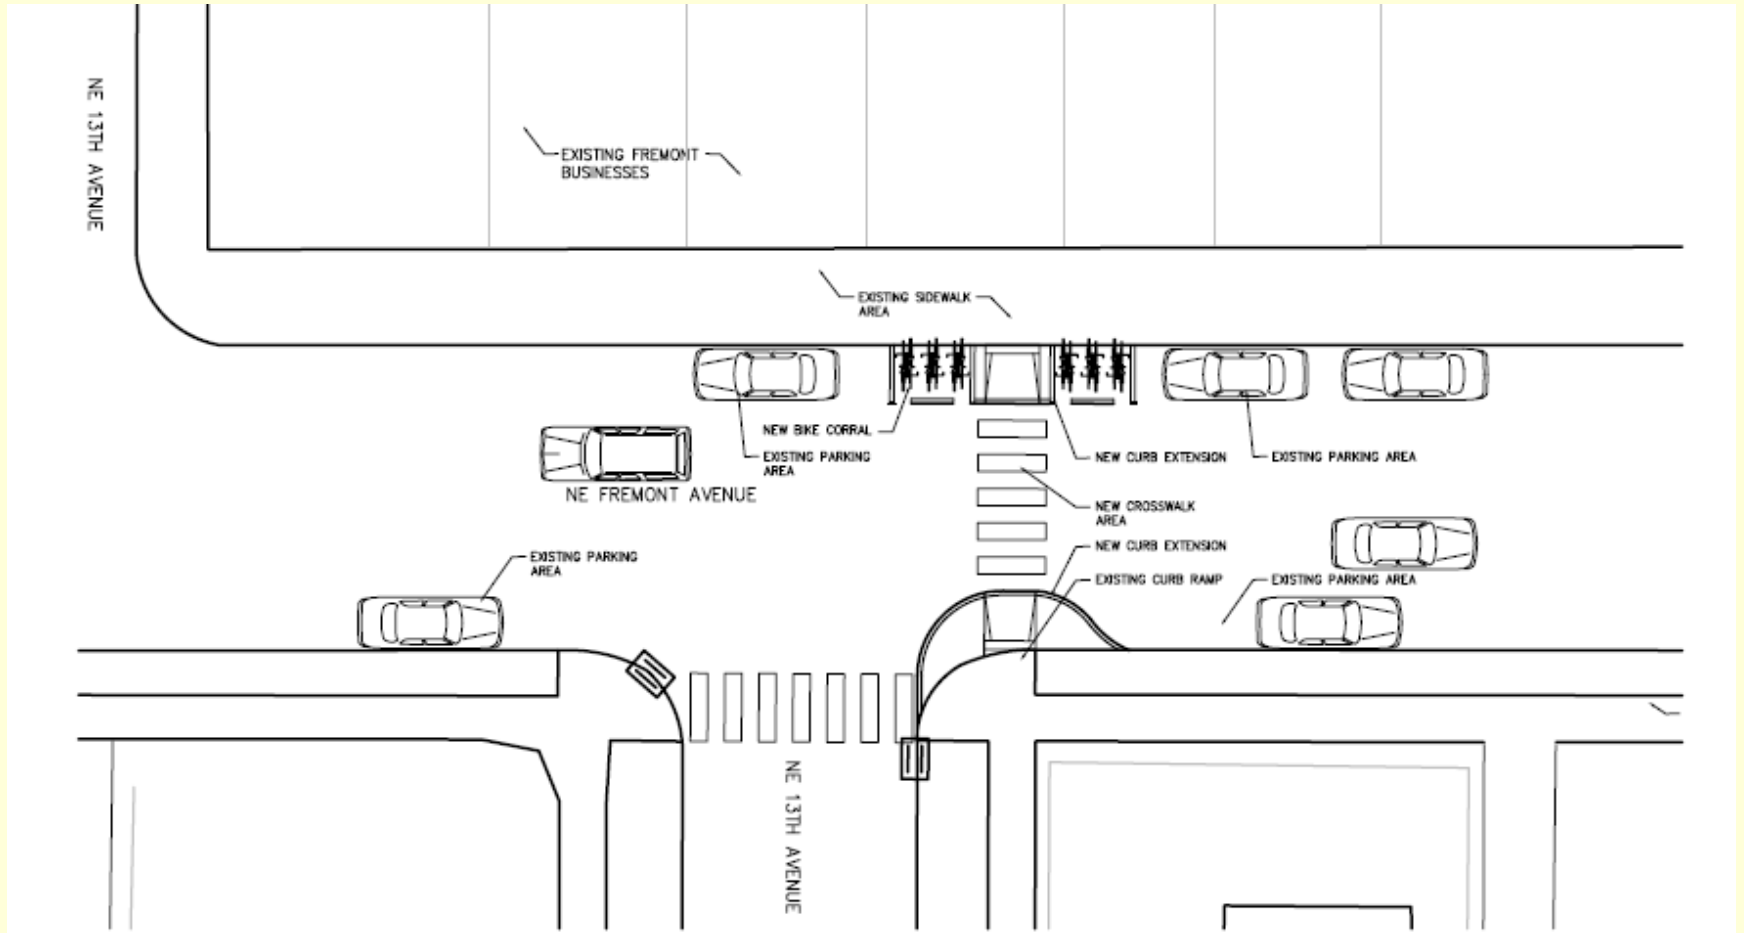 NE 13TH AVENUE
EXISTING FREMONT
BUSINESSES
EXISTING SIDEWALK
AREA
NEW BIKE CORRAL
EXISTING PARKING
AREA
NEW CURB EXTENSION
EXISTING PARKING AREA
NE FREMONT AVENUE
NEW CROSSWALK
AREA
NEW CURB EXTENSION
EXISTING PARKING
AREA
EXISTING CURB RAMP
EXISTING PARKING AREA
NE 13TH AVENUE